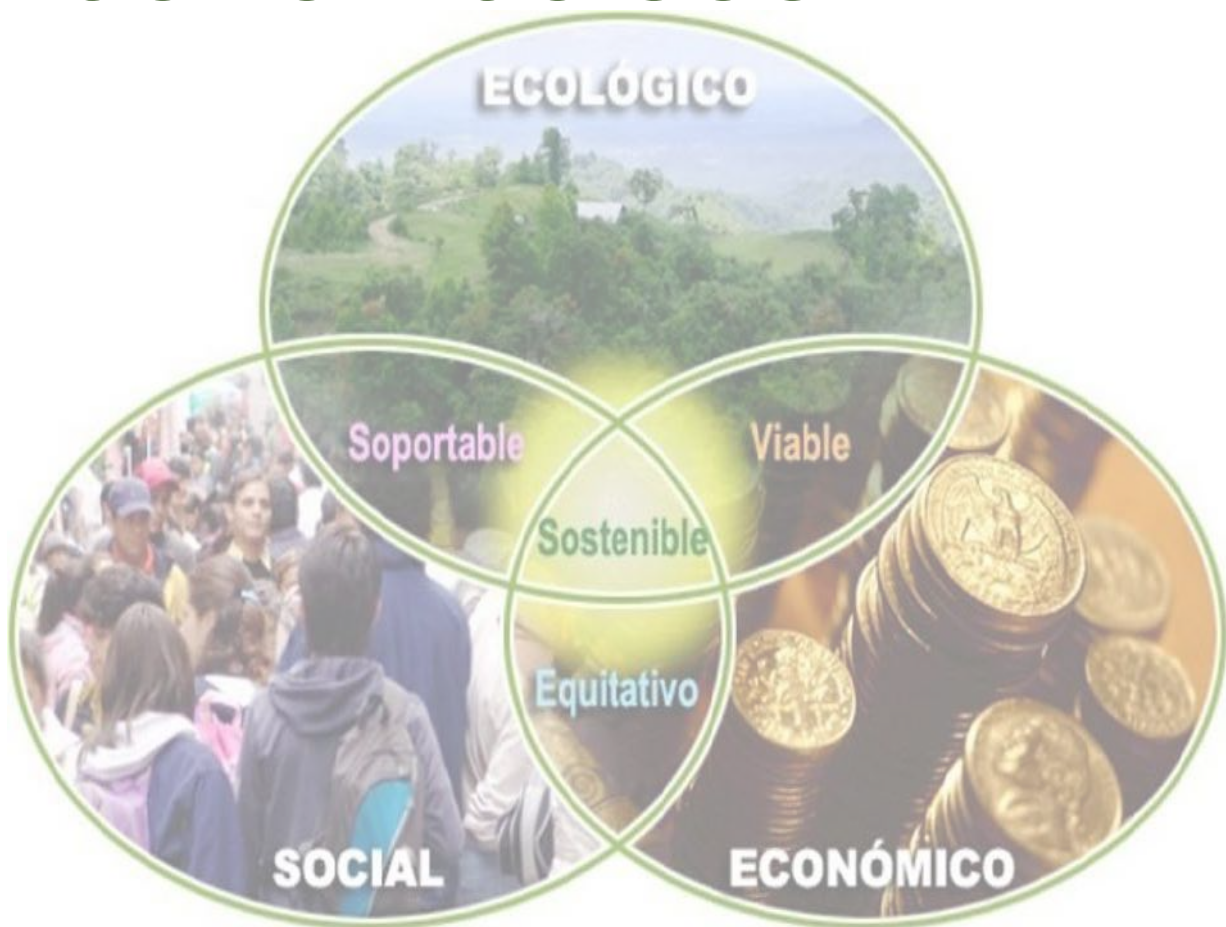 ECOLÓGICO
Soportable
Viable
Sostenible
Equitativo
SOCIAL
ECONÓMICO